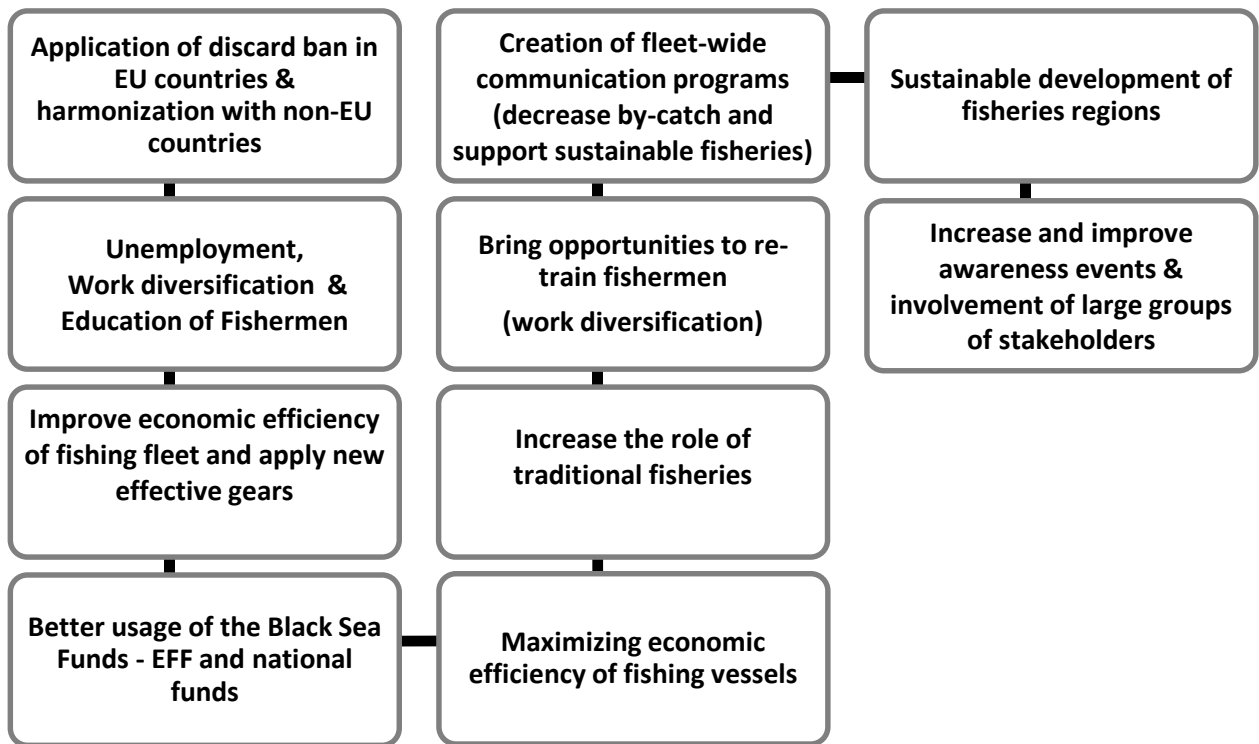 Application of discard ban in
EU countries &
harmonization with non-EU
countries
Unemployment,
Work diversification &
Education of Fishermen
Improve economic efficiency
of fishing fleet and apply new
effective gears
Better usage of the Black Sea
Funds - EFF and national
funds
Maximizing economic
efficiency of fishing vessels
Increase the role of
traditional fisheries
Bring opportunities to re-
train fishermen
(work diversification)
Creation of fleet-wide
communication programs
(decrease by-catch and
support sustainable fisheries)
Sustainable development of
fisheries regions
Increase and improve
awareness events &
involvement of large groups
of stakeholders